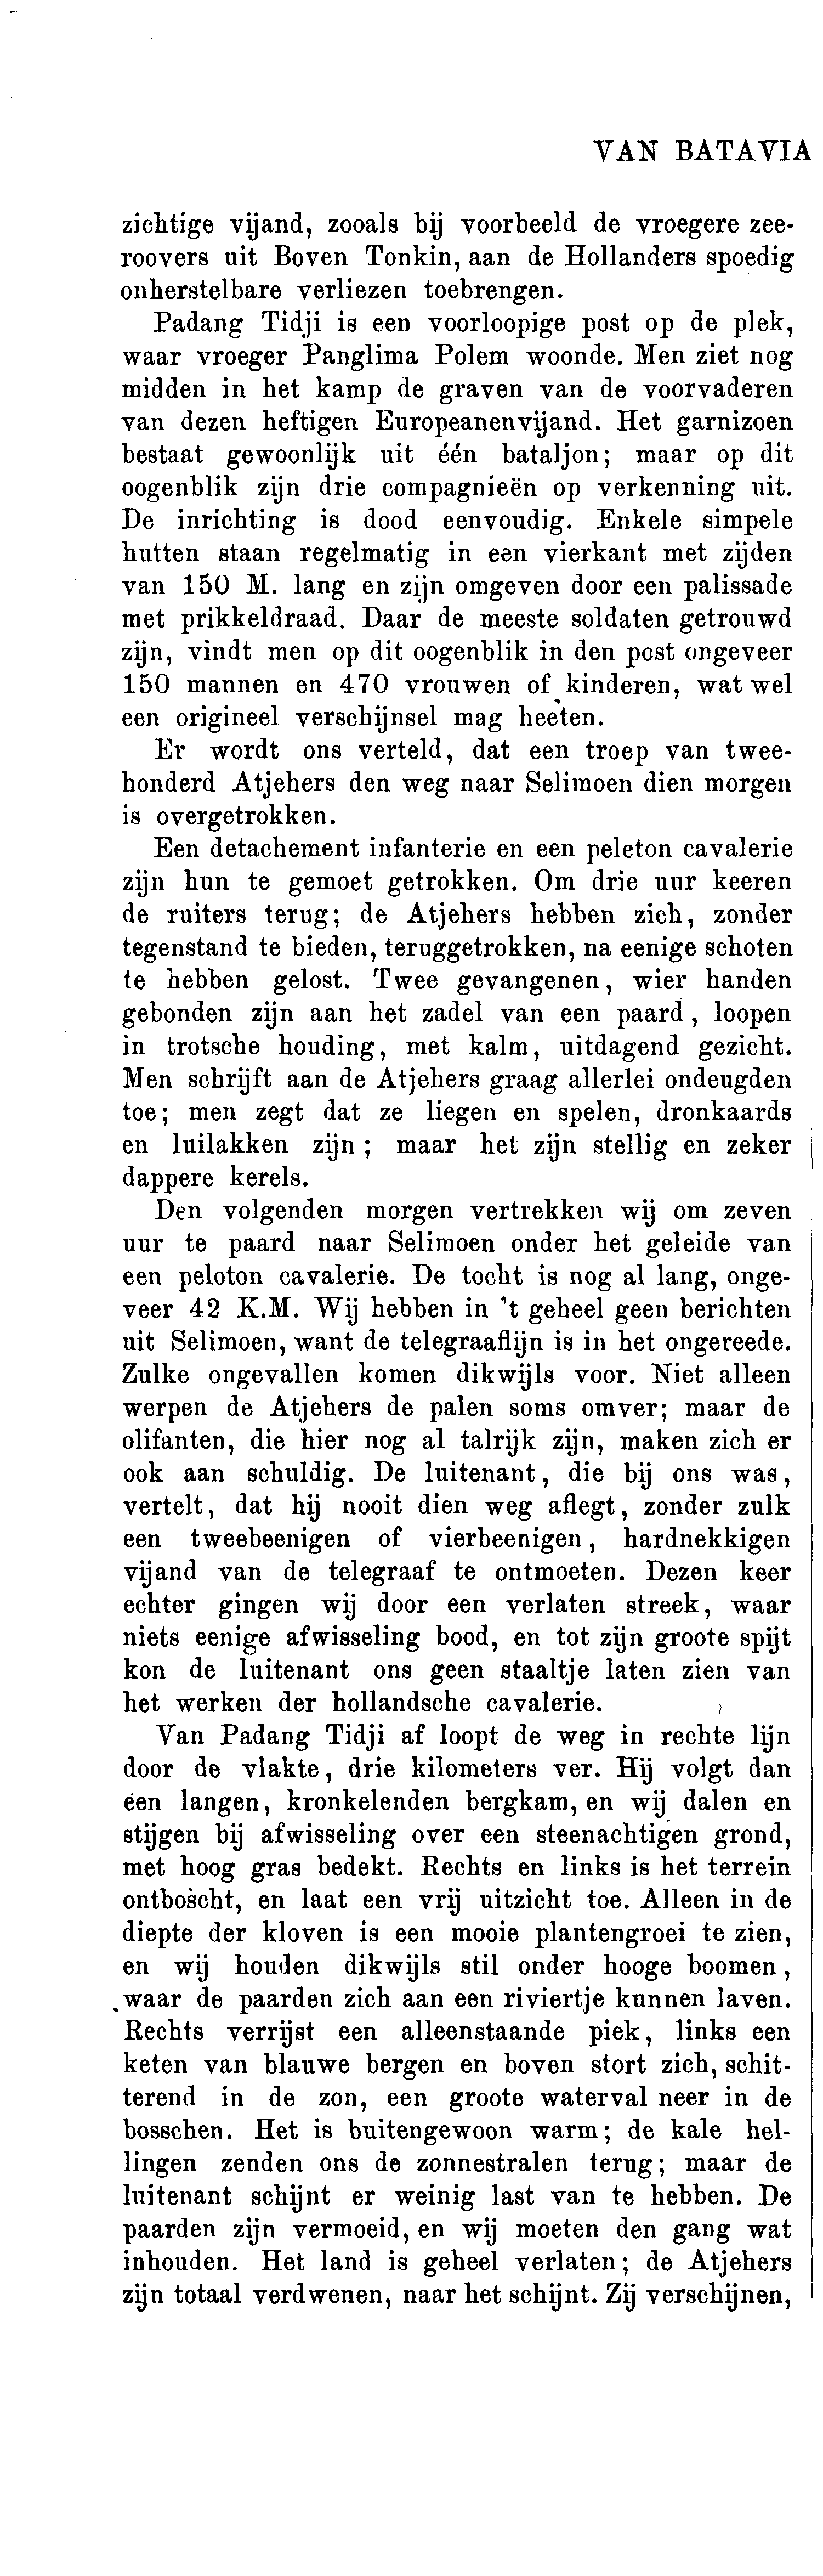 VAN BATAVIA
zichtige vijand, zooals bij voorbeeld de vroegere zee-
roovers uit Boven Tonkin, aan de Hollanders spoedig
onherstelbare verliezen toebrengen.
Padang Tidji is een voorloopige post op de plek,
waar vroeger Panglima Polem woonde. Men ziet nog
midden in het kamp de graven van de voorvaderen
van dezen heftigen Europeanenvijand. Het garnizoen
bestaat gewoonlijk uit één bataljon; maar op dit
oogenblik zijn drie compagnieën op verkenning uit.
De inrichting is dood eenvoudig. Enkele simpele
hutten staan regelmatig in een vierkant met zijden
van 150 M. lang en zijn omgeven door een palissade
met prikkeldraad. Daar de meeste soldaten getrouwd
zijn, vindt men op dit oogenblik in den post ongeveer
150 mannen en 470 vrouwen of kinderen, wat wel
een origineel verschijnsel mag heeten.
Er wordt ons verteld, dat een troep van twee-
honderd Atjehers den weg naar Selimoen dien morgen
is overgetrokken.
Een detachement infanterie en een peleton cavalerie
zijn hun te gemoet getrokken. Om drie uur keeren
de ruiters terug; de Atjehers hebben zich, zonder
tegenstand te bieden, teruggetrokken, na eenige schoten
te hebben gelost. Twee gevangenen, wier handen
gebonden zijn aan het zadel van een paard, loopen
in trotsche houding, met kalm, uitdagend gezicht.
Men schrijft aan de Atjehers graag allerlei ondeugden
toe; men zegt dat ze liegen en spelen, dronkaards
en luilakken zijn; maar het zijn stellig en zeker
dappere kerels.
Den volgenden morgen vertrekken wij om zeven
uur te paard naar Selimoen onder het geleide van
een peloton cavalerie. De tocht is nog al lang, onge-
veer 42 K.M. Wij hebben in 't geheel geen berichten
uit Selimoen, want de telegraaflijn is in het ongereede.
Zulke ongevallen komen dikwijls voor. Niet alleen
werpen de Atjehers de palen soms omver; maar de
olifanten, die hier nog al talrijk zijn, maken zich er
ook aan schuldig. De luitenant, die bij ons was,
vertelt, dat hij nooit dien weg aflegt, zonder zulk
een tweebeenigen of vierbeenigen, hardnekkigen
vijand van de telegraaf te ontmoeten. Dezen keer
echter gingen wij door een verlaten streek, waar
niets eenige afwisseling bood, en tot zijn groote spijt
kon de luitenant ons geen staaltje laten zien van
het werken der hollandsche cavalerie.
Van Padang Tidji af loopt de weg in rechte lijn
door de vlakte, drie kilometers ver. Hij volgt dan
een langen, kronkelenden bergkam, en wij dalen en
stijgen bij afwisseling over een steenachtigen grond,
met hoog gras bedekt. Rechts en links is het terrein
ontboscht, en laat een vrij uitzicht toe. Alleen in de
diepte der kloven is een mooie plantengroei te zien,
en wij houden dikwijls stil onder hooge boomen,
waar de paarden zich aan een riviertje kunnen laven.
Rechts verrijst een alleenstaande piek, links een
keten van blauwe bergen en boven stort zich, schit-
terend in de zon, een groote waterval neer in de
bosschen. Het is buitengewoon warm; de kale hel-
lingen zenden ons de zonnestralen terug; maar de
luitenant schijnt er weinig last van te hebben. De
paarden zijn vermoeid, en wij moeten den gang wat
inhouden. Het land is geheel verlaten; de Atjehers
zijn totaal verdwenen, naar het schijnt. Zij verschijnen,